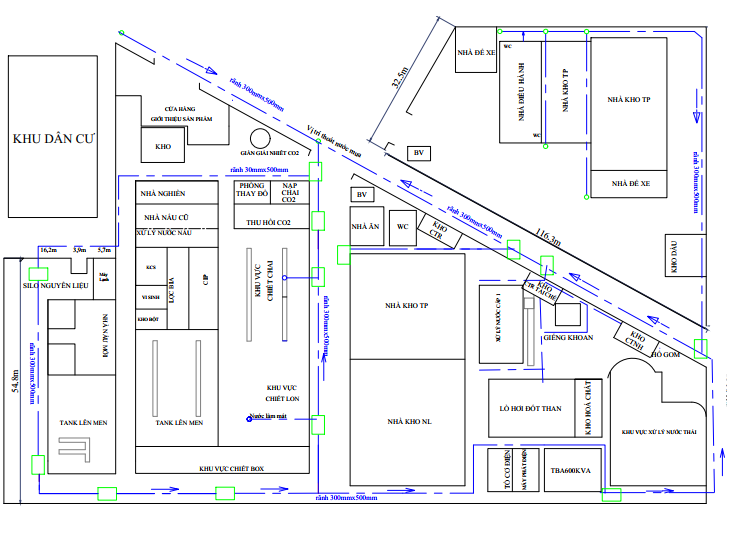 KHU DÂN CƯ
CỬA HÀNG
GIỚI THIỆU SẢN PHẨM
KHO
GIÀN GIẢI NHIỆT CO2
rãnh 300mmx500mm
Vị trí thoát nước mưa
32,5m
NHÀ ĐỂ XE
WC
NHÀ ĐIỀU HÀNH
WC
NHÀ KHO TP
NHÀ KHO TP
NHÀ ĐỂ XE
rãnh 300mmx500mm
BV
BV
116,3m
KHO DẦU
rãnh 30mmx500mm
NHÀ NGHIỀN
PHÒNG
THAY ĐỒ
NẠP
CHAI
CO2
NHÀ NẤU CŨ
THU HỒI CO2
XỬ LÝ NƯỚC NẤU
NHÀ ĂN
WC
KHO
CTR
rãnh 300mmx500mm
16,2m
3,9m
5,7m
KCS
VI SINH
KHO BỘT
LỌC BIA
CIP
KHU VỰC
CHIẾT CHAI
SILO NGUYÊN LIỆU
Máy
Lạnh
NHÀ NẤU MỚI
NHÀ KHO TP
XỬ LÝ NƯỚC CẤP 1
KHO
CTR TÁI CHẾ
GIẾNG KHOAN
KHO
CTNH
HỐ GOM
rãnh 300mmx500mm
rãnh 300mmx500mm
54,8m
KHU VỰC
CHIẾT LON
Nước làm mát
TANK LÊN MEN
TANK LÊN MEN
NHÀ KHO NL
LÒ HƠI ĐỐT THAN
KHO HOÁ CHẤT
KHU VỰC XỬ LÝ NƯỚC THẢI
KHU VỰC CHIẾT BOX
TỔ CƠ ĐIỆN
MÁY PHÁT ĐIỆN
TBA600KVA
rãnh 300mmx500mm